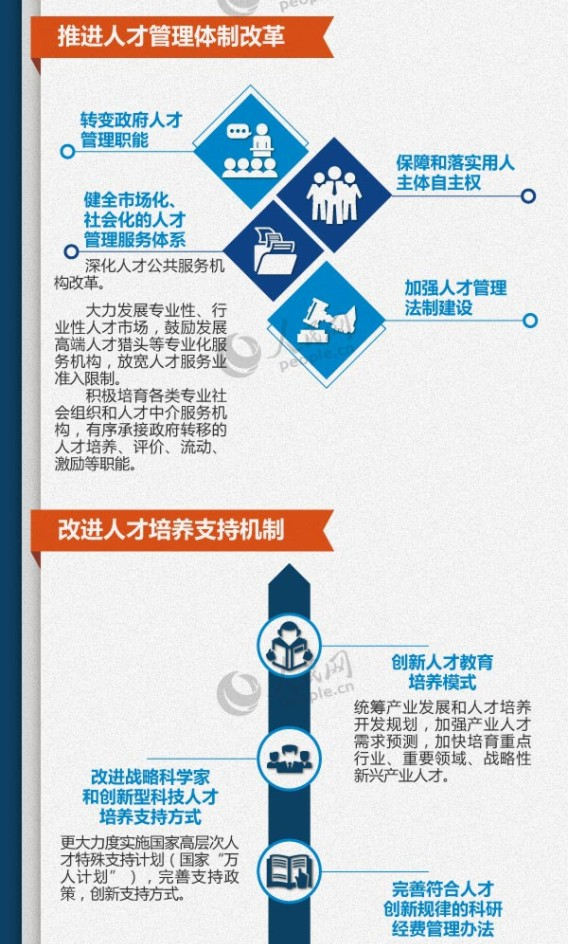 people.cn
推进人才管理体制改革
转变政府人才
管理职能
保障和落实用人
主体自主权
健全市场化、
社会化的人才
管理服务体系
深化人才公共服务机
构改革。
大力发展专业性、行
业性人才市场，鼓励发展
高端人才猎头等专业化服
务机构，放宽人才服务业
准入限制。
积极培育各类专业社
会组织和人才中介服务机
构，有序承接政府转移的
人才培养、评价、流动、
激励等职能。
加强人才管理
法制建设
人民网
people.cn
改进人才培养支持机制
人民网
people.cn
创新人才教育
培养模式
统筹产业发展和人才培养
开发规划，加强产业人才
需求预测，加快培育重点
行业、重要领域、战略性
新兴产业人才。
改进战略科学家
和创新型科技人才
培养支持方式
更大力度实施国家高层次人
才特殊支持计划（国家“万
人计划”），完善支持政
策，创新支持方式。
完善符合人才
创新规律的科研
经费管理办法